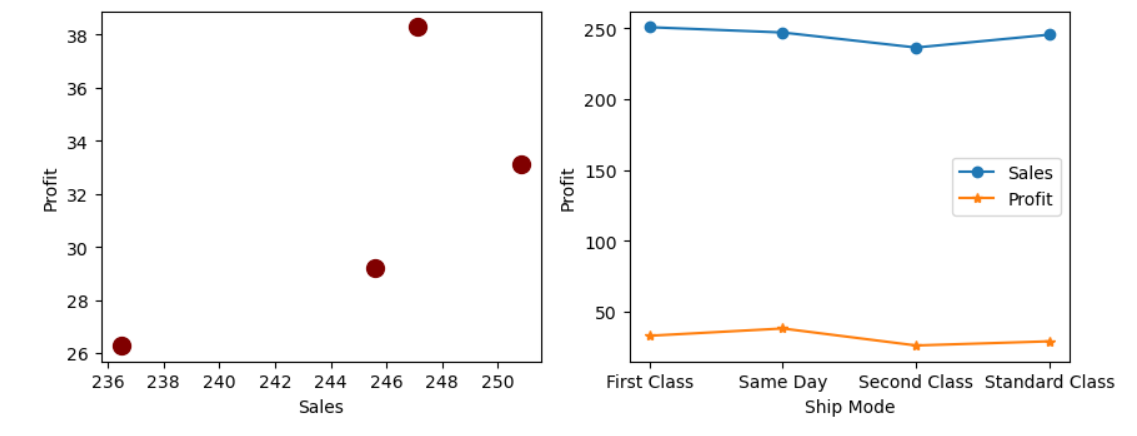 38
36
34
32
30
28
26
Profit
236 238 240 242 244 246 248 250
Sales
250
200
150
100
50
Profit
Sales
Profit
First Class Same Day Second Class Standard Class
Ship Mode